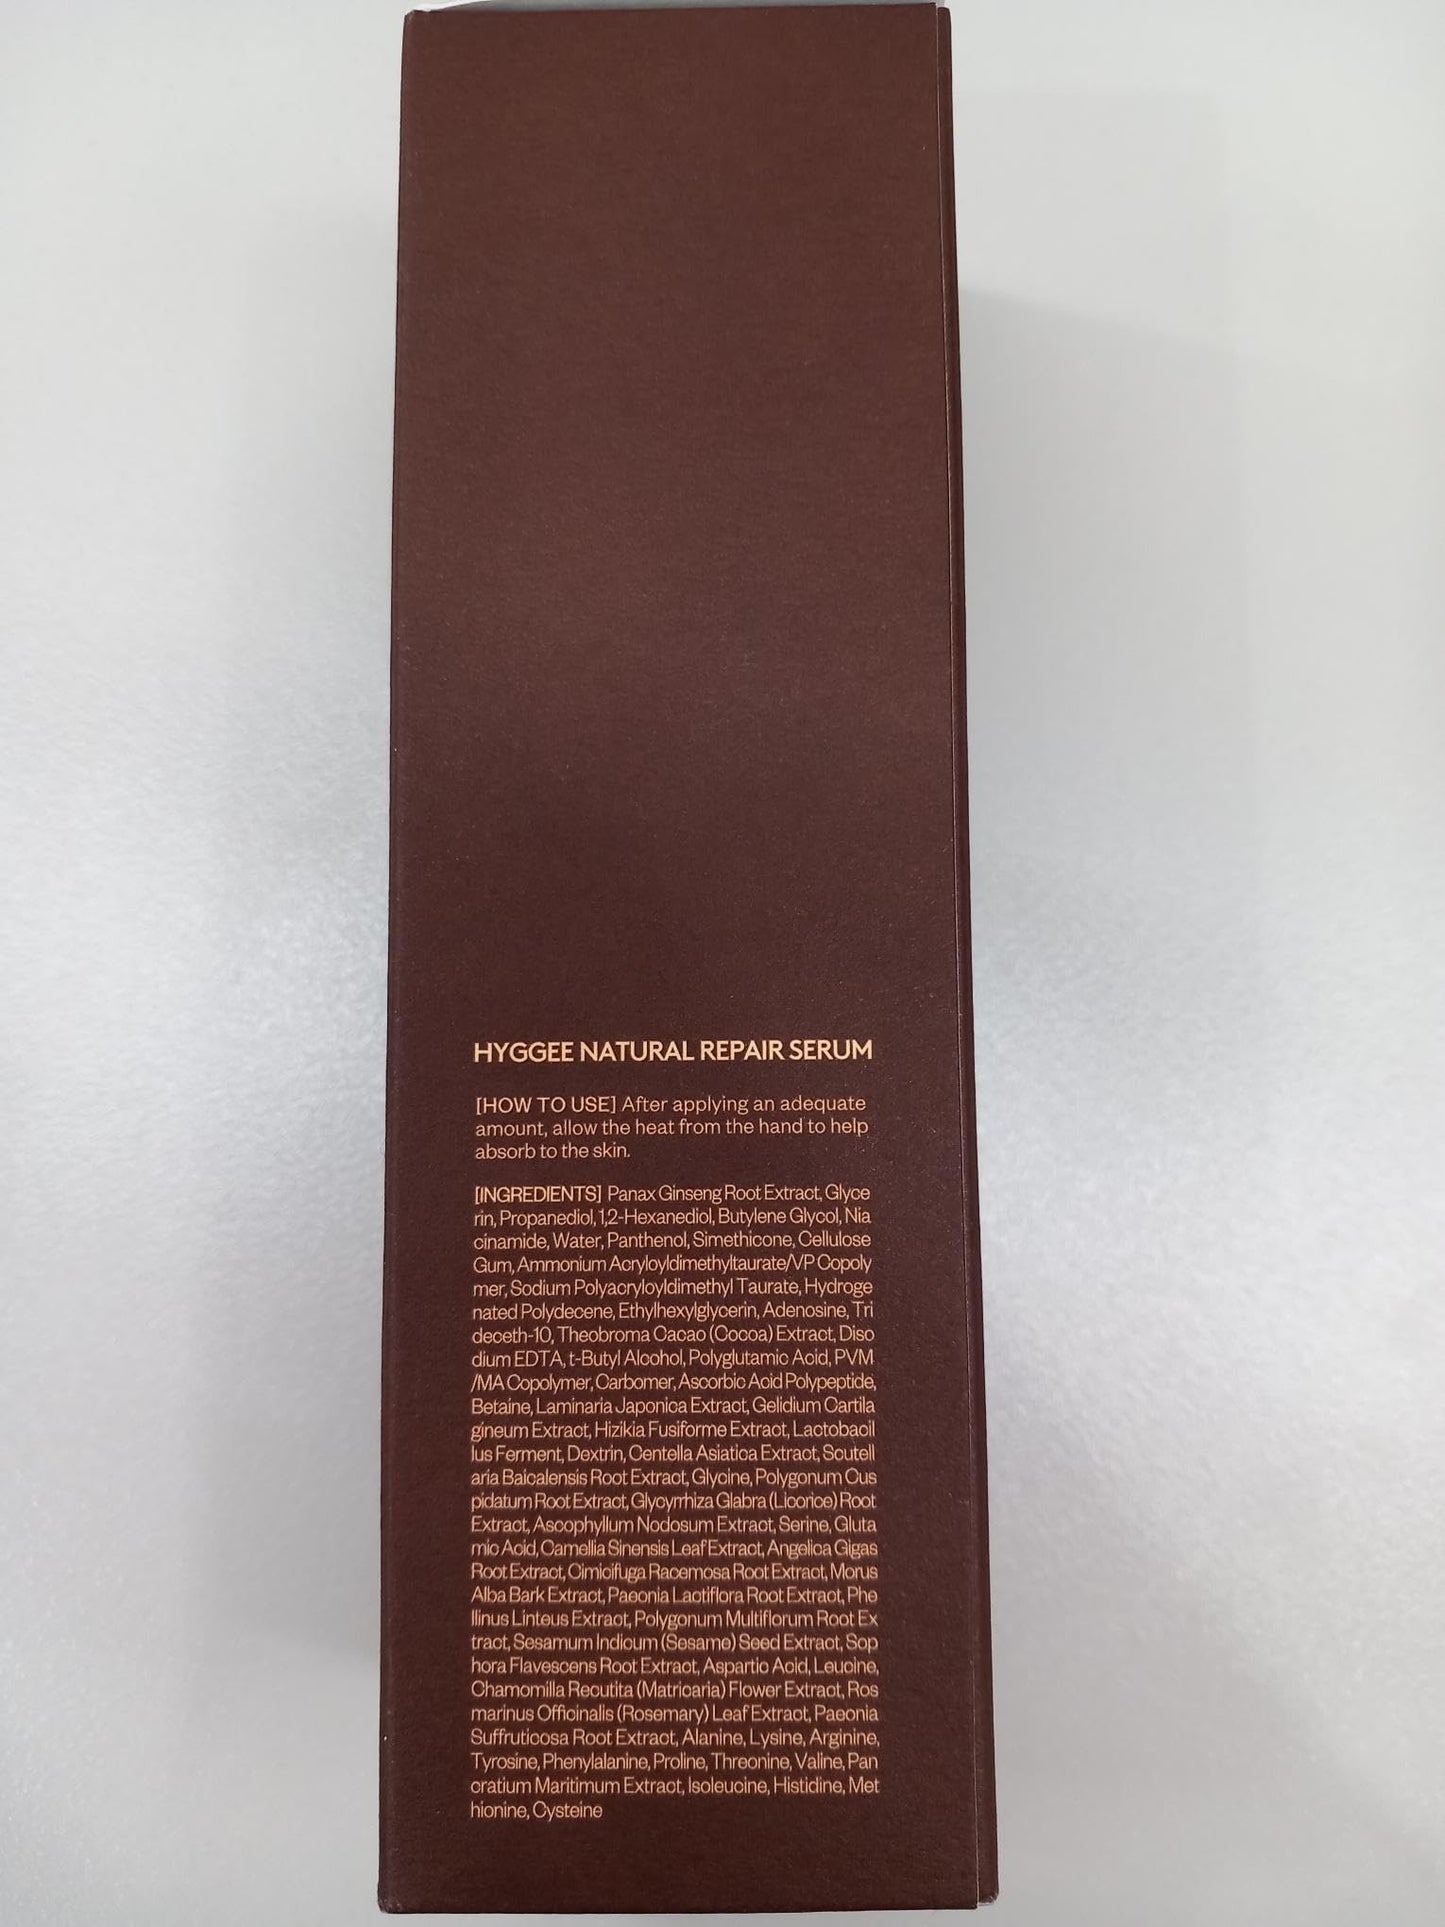 HYGGEE NATURAL REPAIR SERUM
[HOW TO USE] After applying an adequate
amount, allow the heat from the hand to help
absorb to the skin.
[INGREDIENTS] Panax Ginseng Root Extract, Glyce
rin, Propanediol, 1,2-Hexanediol, Butylene Glycol, Nia
cinamide, Water, Panthenol, Simethicone, Cellulose
Gum, Ammonium Acryloyldimethyltaurate/VP Copoly
mer, Sodium Polyacryloyldimethyl Taurate, Hydroge
nated Polydecene, Ethylhexylglycerin, Adenosine, Tri
deceth-10, Theobroma Cacao (Cocoa) Extract, Diso
dium EDTA, t-Butyl Alcohol, Polyglutamic Acid, PVM
/MA Copolymer, Carbomer, Ascorbic Acid Polypeptide,
Betaine, Laminaria Japonica Extract, Gelidium Cartila
gineum Extract, Hizikia Fusiforme Extract, Lactobacil
lus Ferment, Dextrin, Centella Asiatica Extract, Scutell
aria Baicalensis Root Extract, Glycine, Polygonum Cus
pidatum Root Extract, Glycyrrhiza Glabra (Licorice) Root
Extract, Ascophyllum Nodosum Extract, Serine, Gluta
mic Acid, Camellia Sinensis Leaf Extract, Angelica Gigas
Root Extract, Cimicifuga Racemosa Root Extract, Morus
Alba Bark Extract, Paeonia Lactiflora Root Extract, Phe
llinus Linteus Extract, Polygonum Multiflorum Root Ex
tract, Sesamum Indicum (Sesame) Seed Extract, Sop
hora Flavescens Root Extract, Aspartic Acid, Leucine,
Chamomilla Recutita (Matricaria) Flower Extract, Ros
marinus Officinalis (Rosemary) Leaf Extract, Paeonia
Suffruticosa Root Extract, Alanine, Lysine, Arginine,
Tyrosine, Phenylalanine, Proline, Threonine, Valine, Pan
cratium Maritimum Extract, Isoleucine, Histidine, Met
hionine, Cysteine